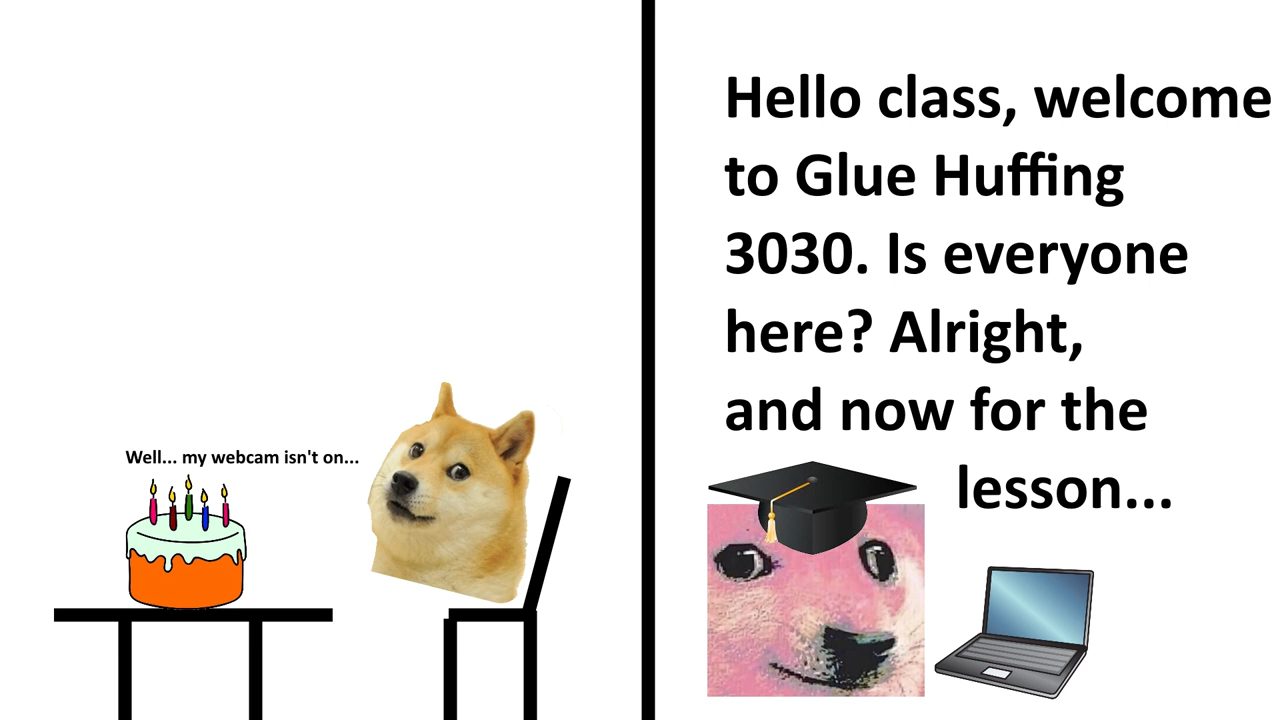 Well... my webcam isn't on...
Hello class, welcome
to Glue Huffing
3030. Is everyone
here? Alright,
and now for the
lesson...